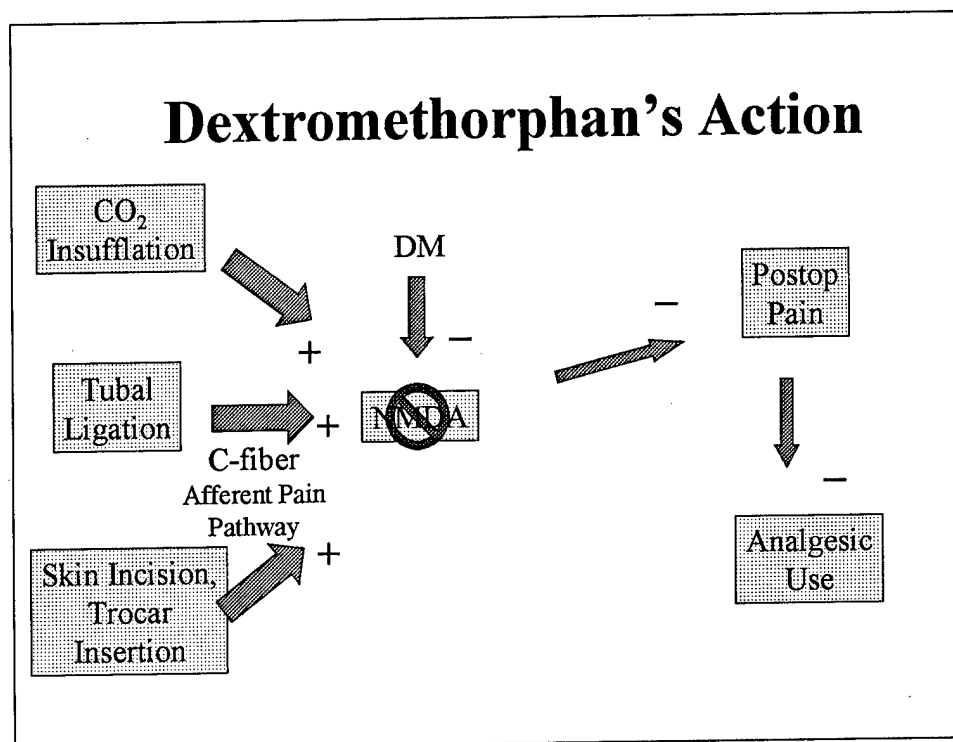 Dextromethorphan's Action
CO₂
Insufflation
DM
−
Postop
Pain
−
+
Tubal
Ligation
+
NMDA
C-fiber
Afferent Pain
Pathway
−
Analgesic
Use
+
Skin Incision,
Trocar
Insertion